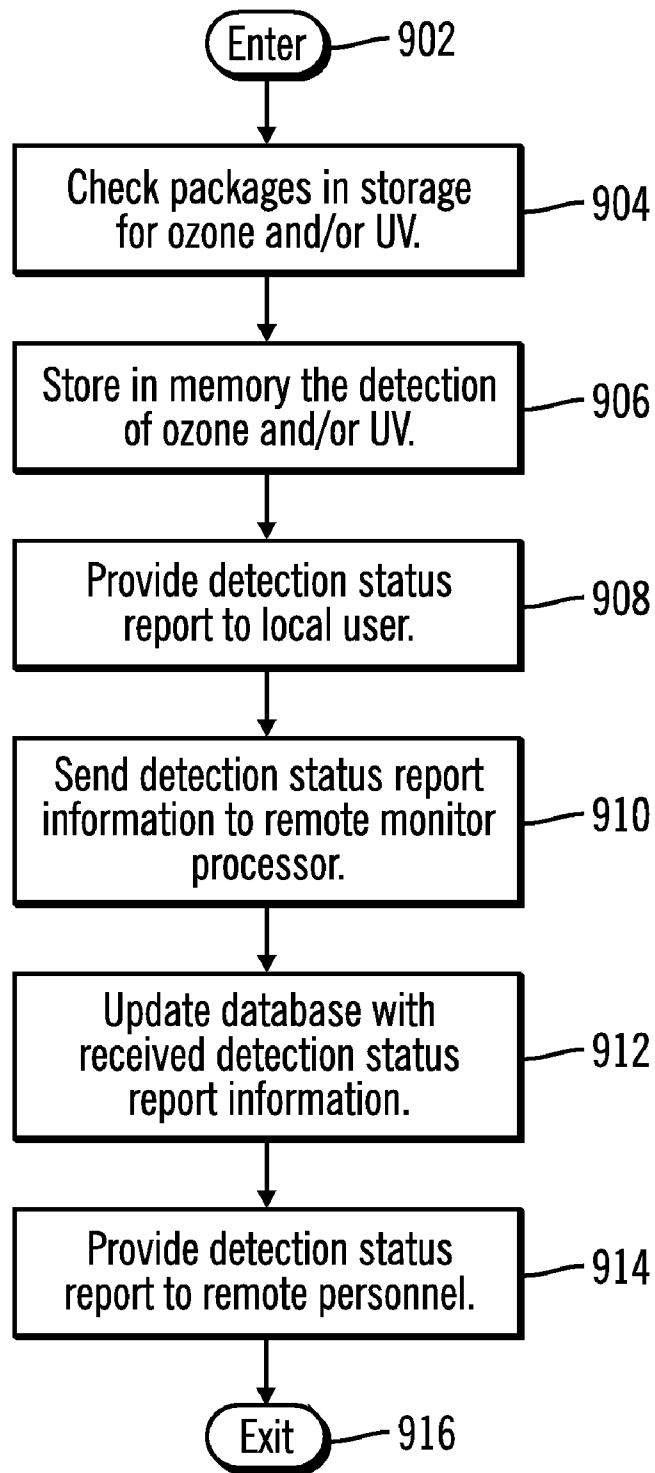 Enter
902
Check packages in storage
for ozone and/or UV.
904
Store in memory the detection
of ozone and/or UV.
906
Provide detection status
report to local user.
908
Send detection status report
information to remote monitor
processor.
910
Update database with
received detection status
report information.
912
Provide detection status
report to remote personnel.
914
Exit
916